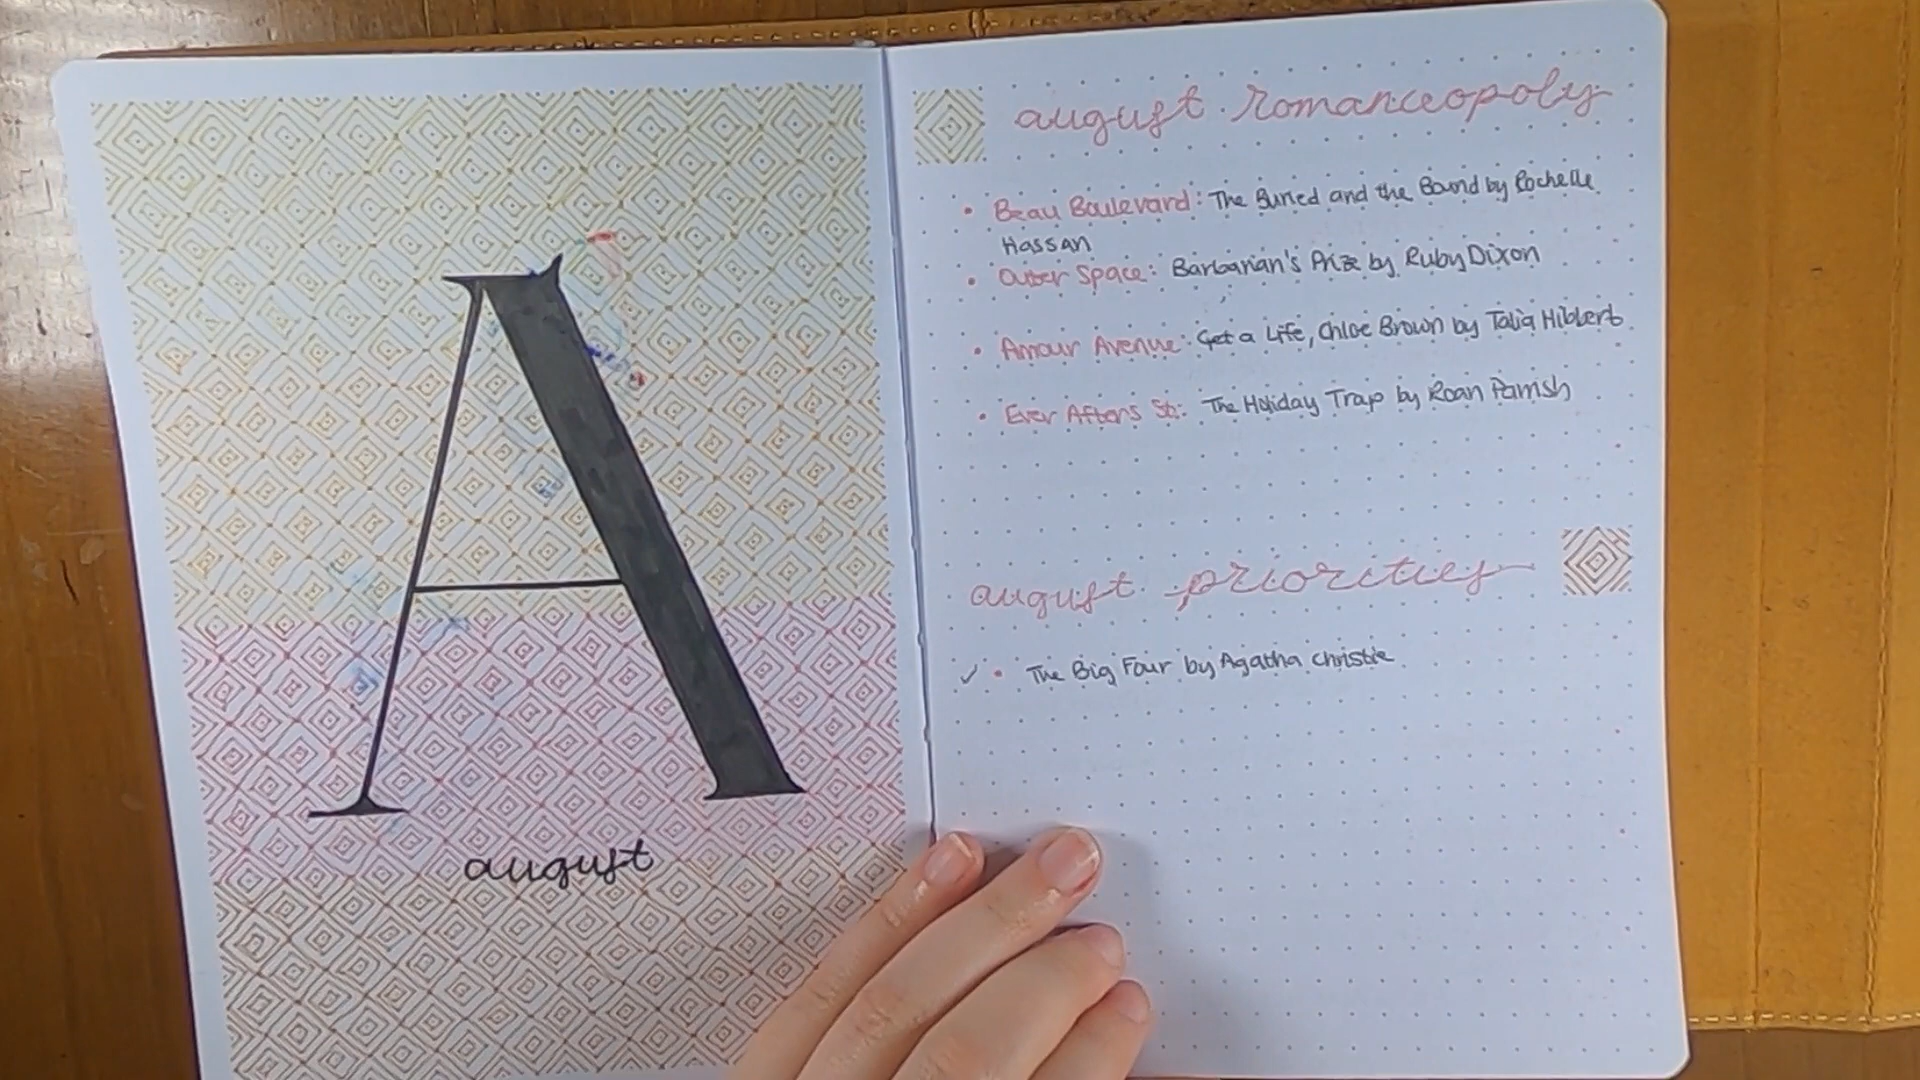 A
august
august romanceopoly
• Beau Boulevard: The Buried and the Bound by Rochelle
Hassan
• Outer Space: Barbarian's Prize by Ruby Dixon
• Amour Avenue: Get a Life, Chloe Brown by Talia Hibbert
• Ever Afters St: The Holiday Trap by Roan Parrish
august priorities
✓ • The Big Four by Agatha Christie